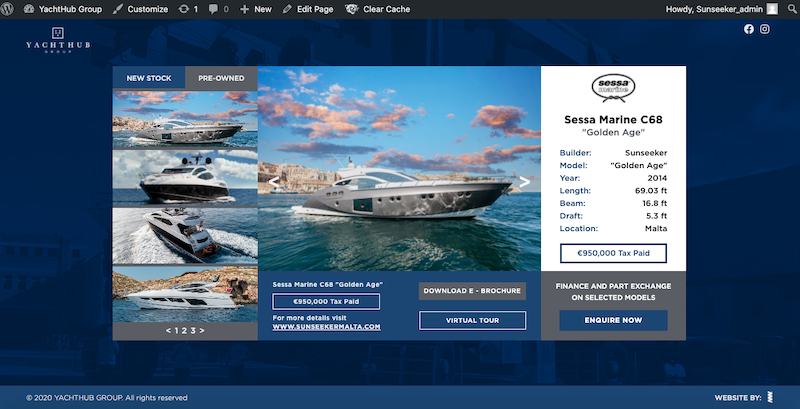 YachtHub Group
Customize
1
0
New
Edit Page
Clear Cache
Howdy, Sunseeker_admin
YACHTHUB
GROUP
NEW STOCK
PRE-OWNED
< 1 2 3 >
< >
Sessa Marine C68 "Golden Age"
€950,000 Tax Paid
For more details visit
WWW.SUNSEEKERMALTA.COM
DOWNLOAD E - BROCHURE
VIRTUAL TOUR
sessa
marine
Sessa Marine C68
"Golden Age"
Builder: Sunseeker
Model: "Golden Age"
Year: 2014
Length: 69.03 ft
Beam: 16.8 ft
Draft: 5.3 ft
Location: Malta
€950,000 Tax Paid
FINANCE AND PART EXCHANGE
ON SELECTED MODELS
ENQUIRE NOW
© 2020 YACHTHUB GROUP. All rights reserved
WEBSITE BY: